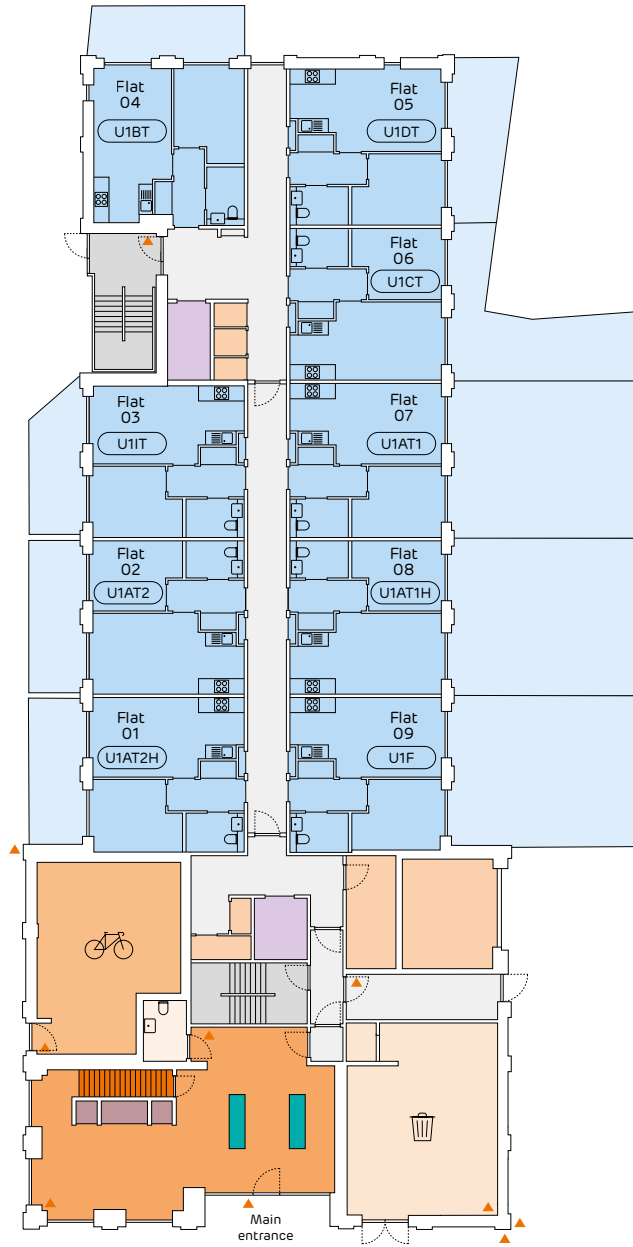 Flat
04
U1BT
Flat
05
U1DT
Flat
06
U1CT
Flat
03
U1IT
Flat
07
U1AT1
Flat
02
U1AT2
Flat
08
U1AT1H
Flat
01
U1AT2H
Flat
09
U1F
Main
entrance